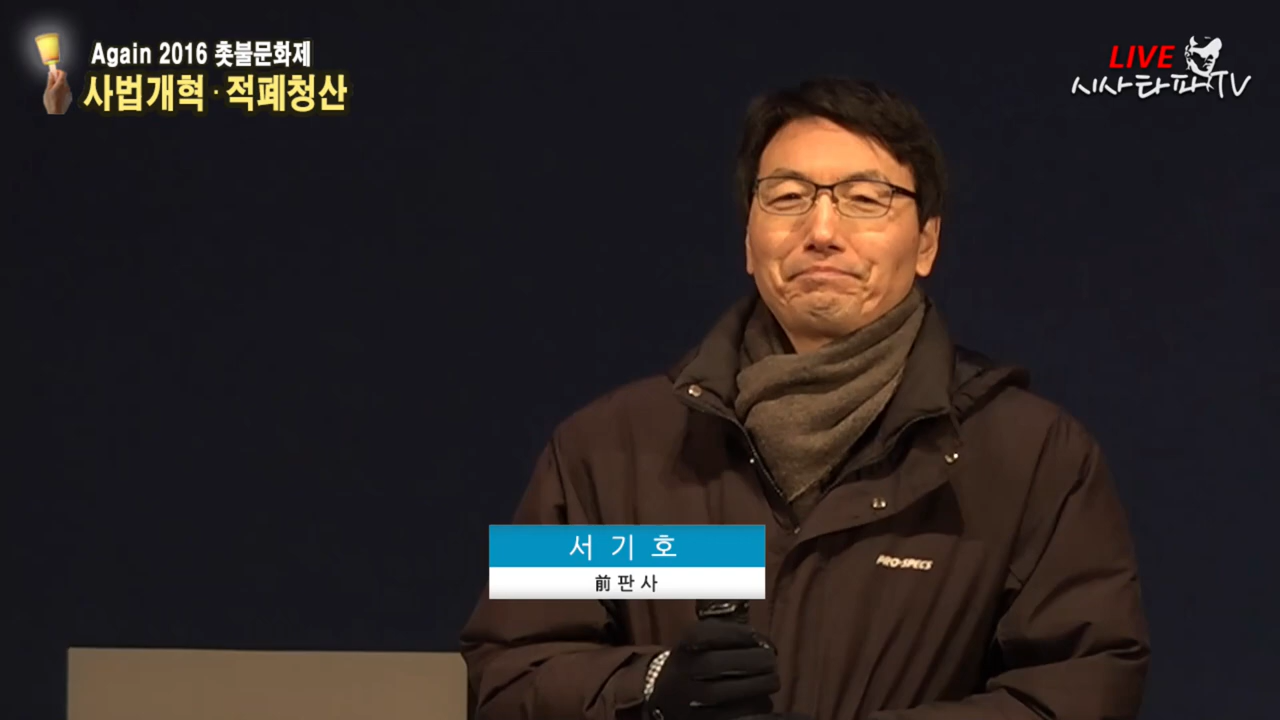 Again 2016 촛불문화제
사법개혁·적폐청산
LIVE
시사타파TV
서기호
前 판사
PRO-SPECS